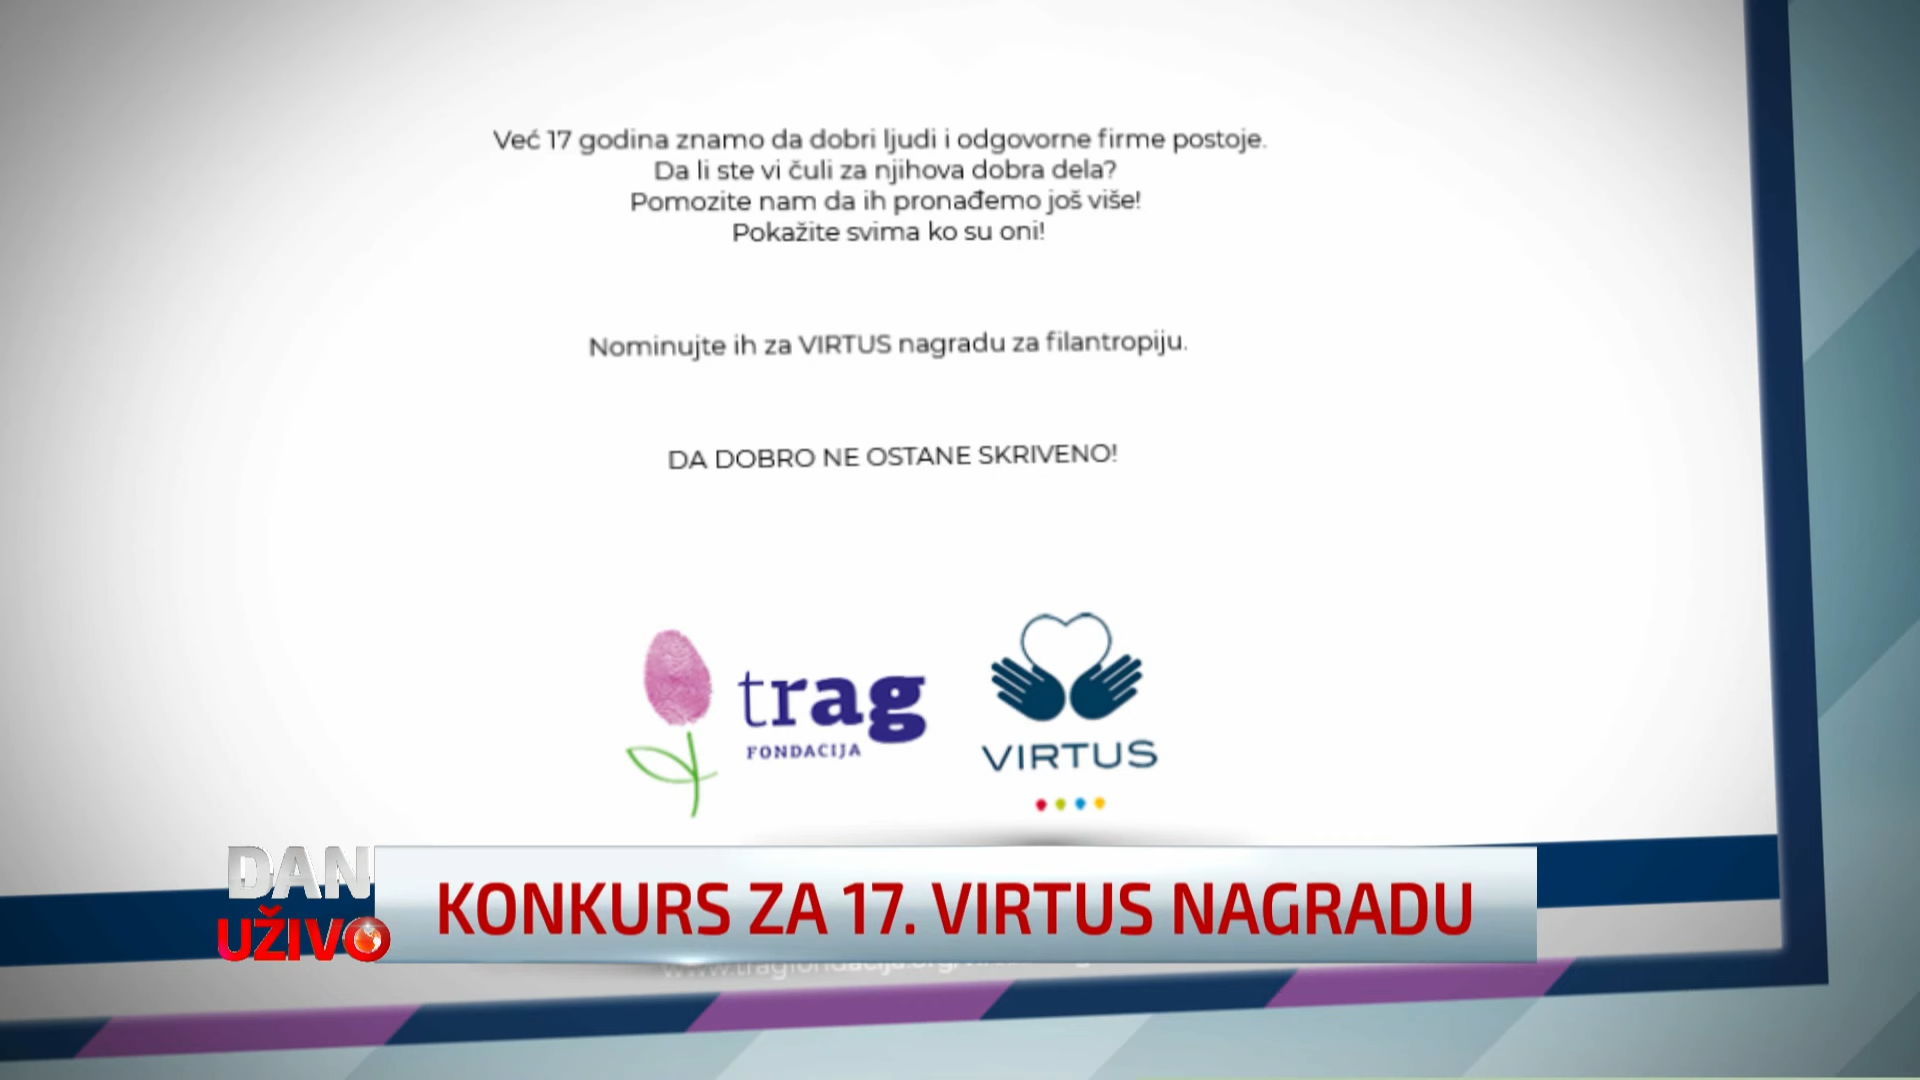 Već 17 godina znamo da dobri ljudi i odgovorne firme postoje.
Da li ste vi čuli za njihova dobra dela?
Pomozite nam da ih pronađemo još više!
Pokažite svima ko su oni!
Nominujte ih za VIRTUS nagradu za filantropiju.
DA DOBRO NE OSTANE SKRIVENO!
trag
FONDACIJA
VIRTUS
DAN
UŽIVO
KONKURS ZA 17. VIRTUS NAGRADU